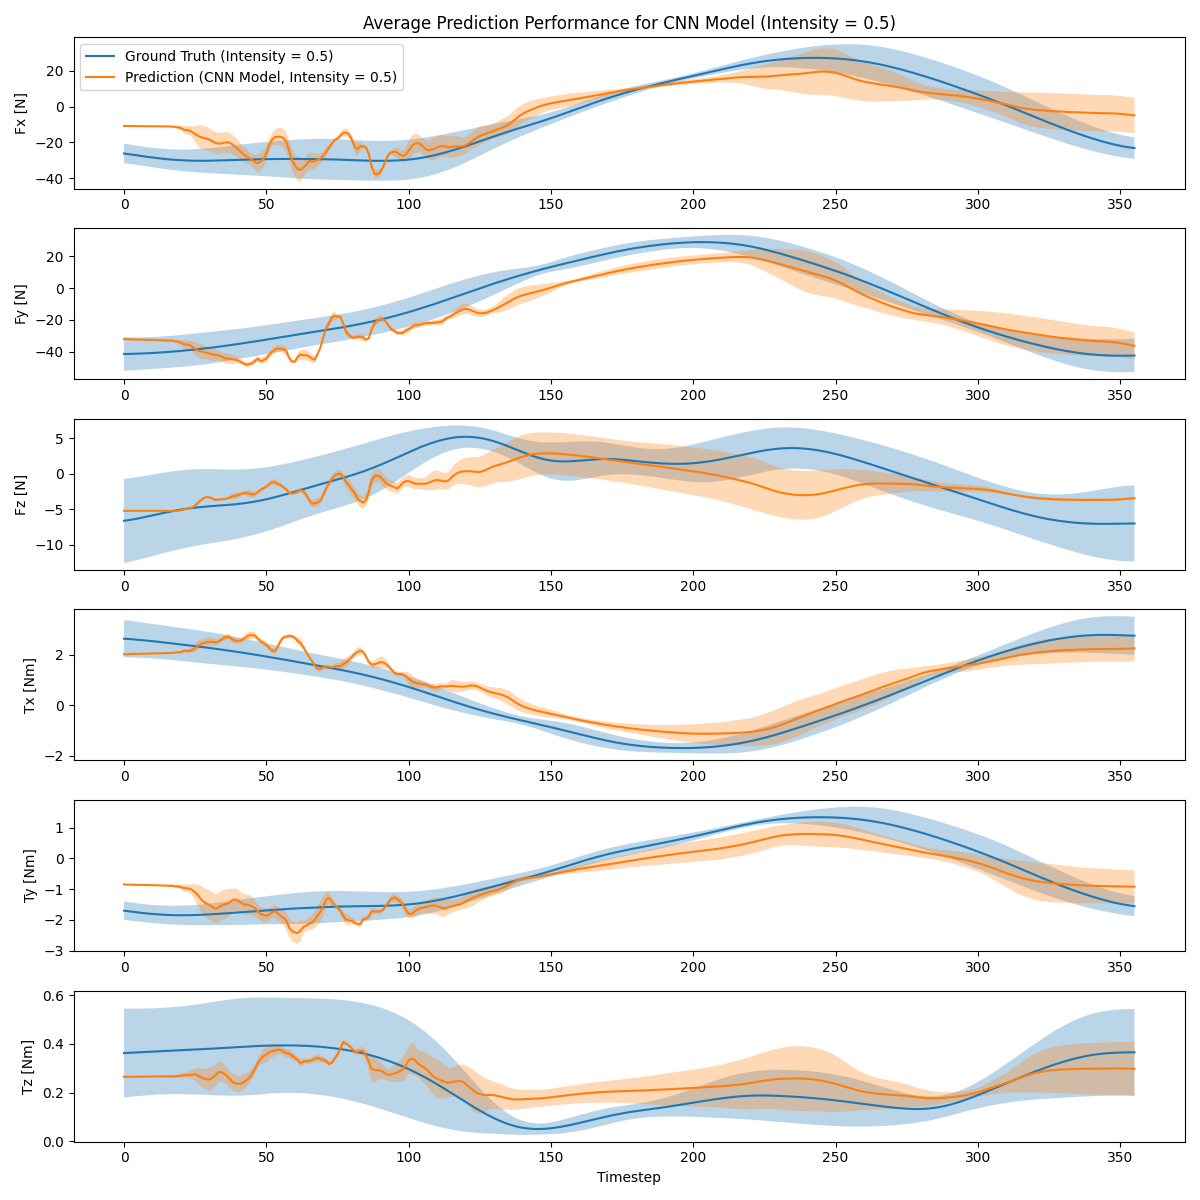 Average Prediction Performance for CNN Model (Intensity = 0.5)
Ground Truth (Intensity = 0.5)
Prediction (CNN Model, Intensity = 0.5)
Fx [N]
20
0
−20
−40
0 50 100 150 200 250 300 350
Fy [N]
20
0
−20
−40
0 50 100 150 200 250 300 350
Fz [N]
5
0
−5
−10
0 50 100 150 200 250 300 350
Tx [Nm]
2
0
−2
0 50 100 150 200 250 300 350
Ty [Nm]
1
0
−1
−2
−3
0 50 100 150 200 250 300 350
Tz [Nm]
0.6
0.4
0.2
0.0
0 50 100 150 200 250 300 350
Timestep